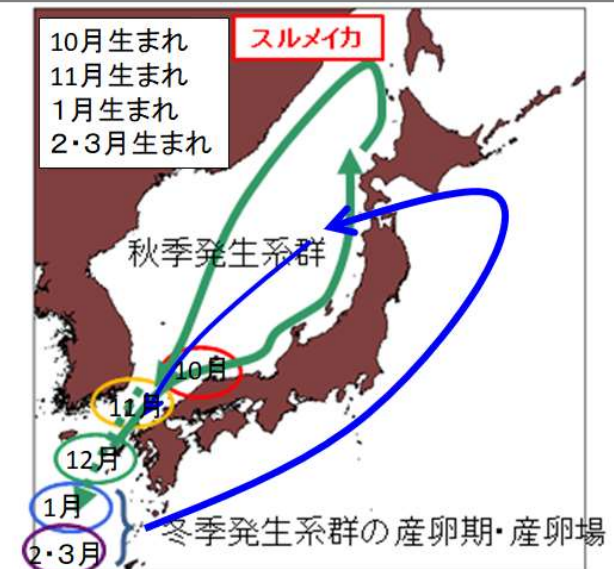 10月生まれ
11月生まれ
1月生まれ
2・3月生まれ
スルメイカ
秋季発生系群
10月
11月
12月
1月
2・3月
冬季発生系群の産卵期・産卵場